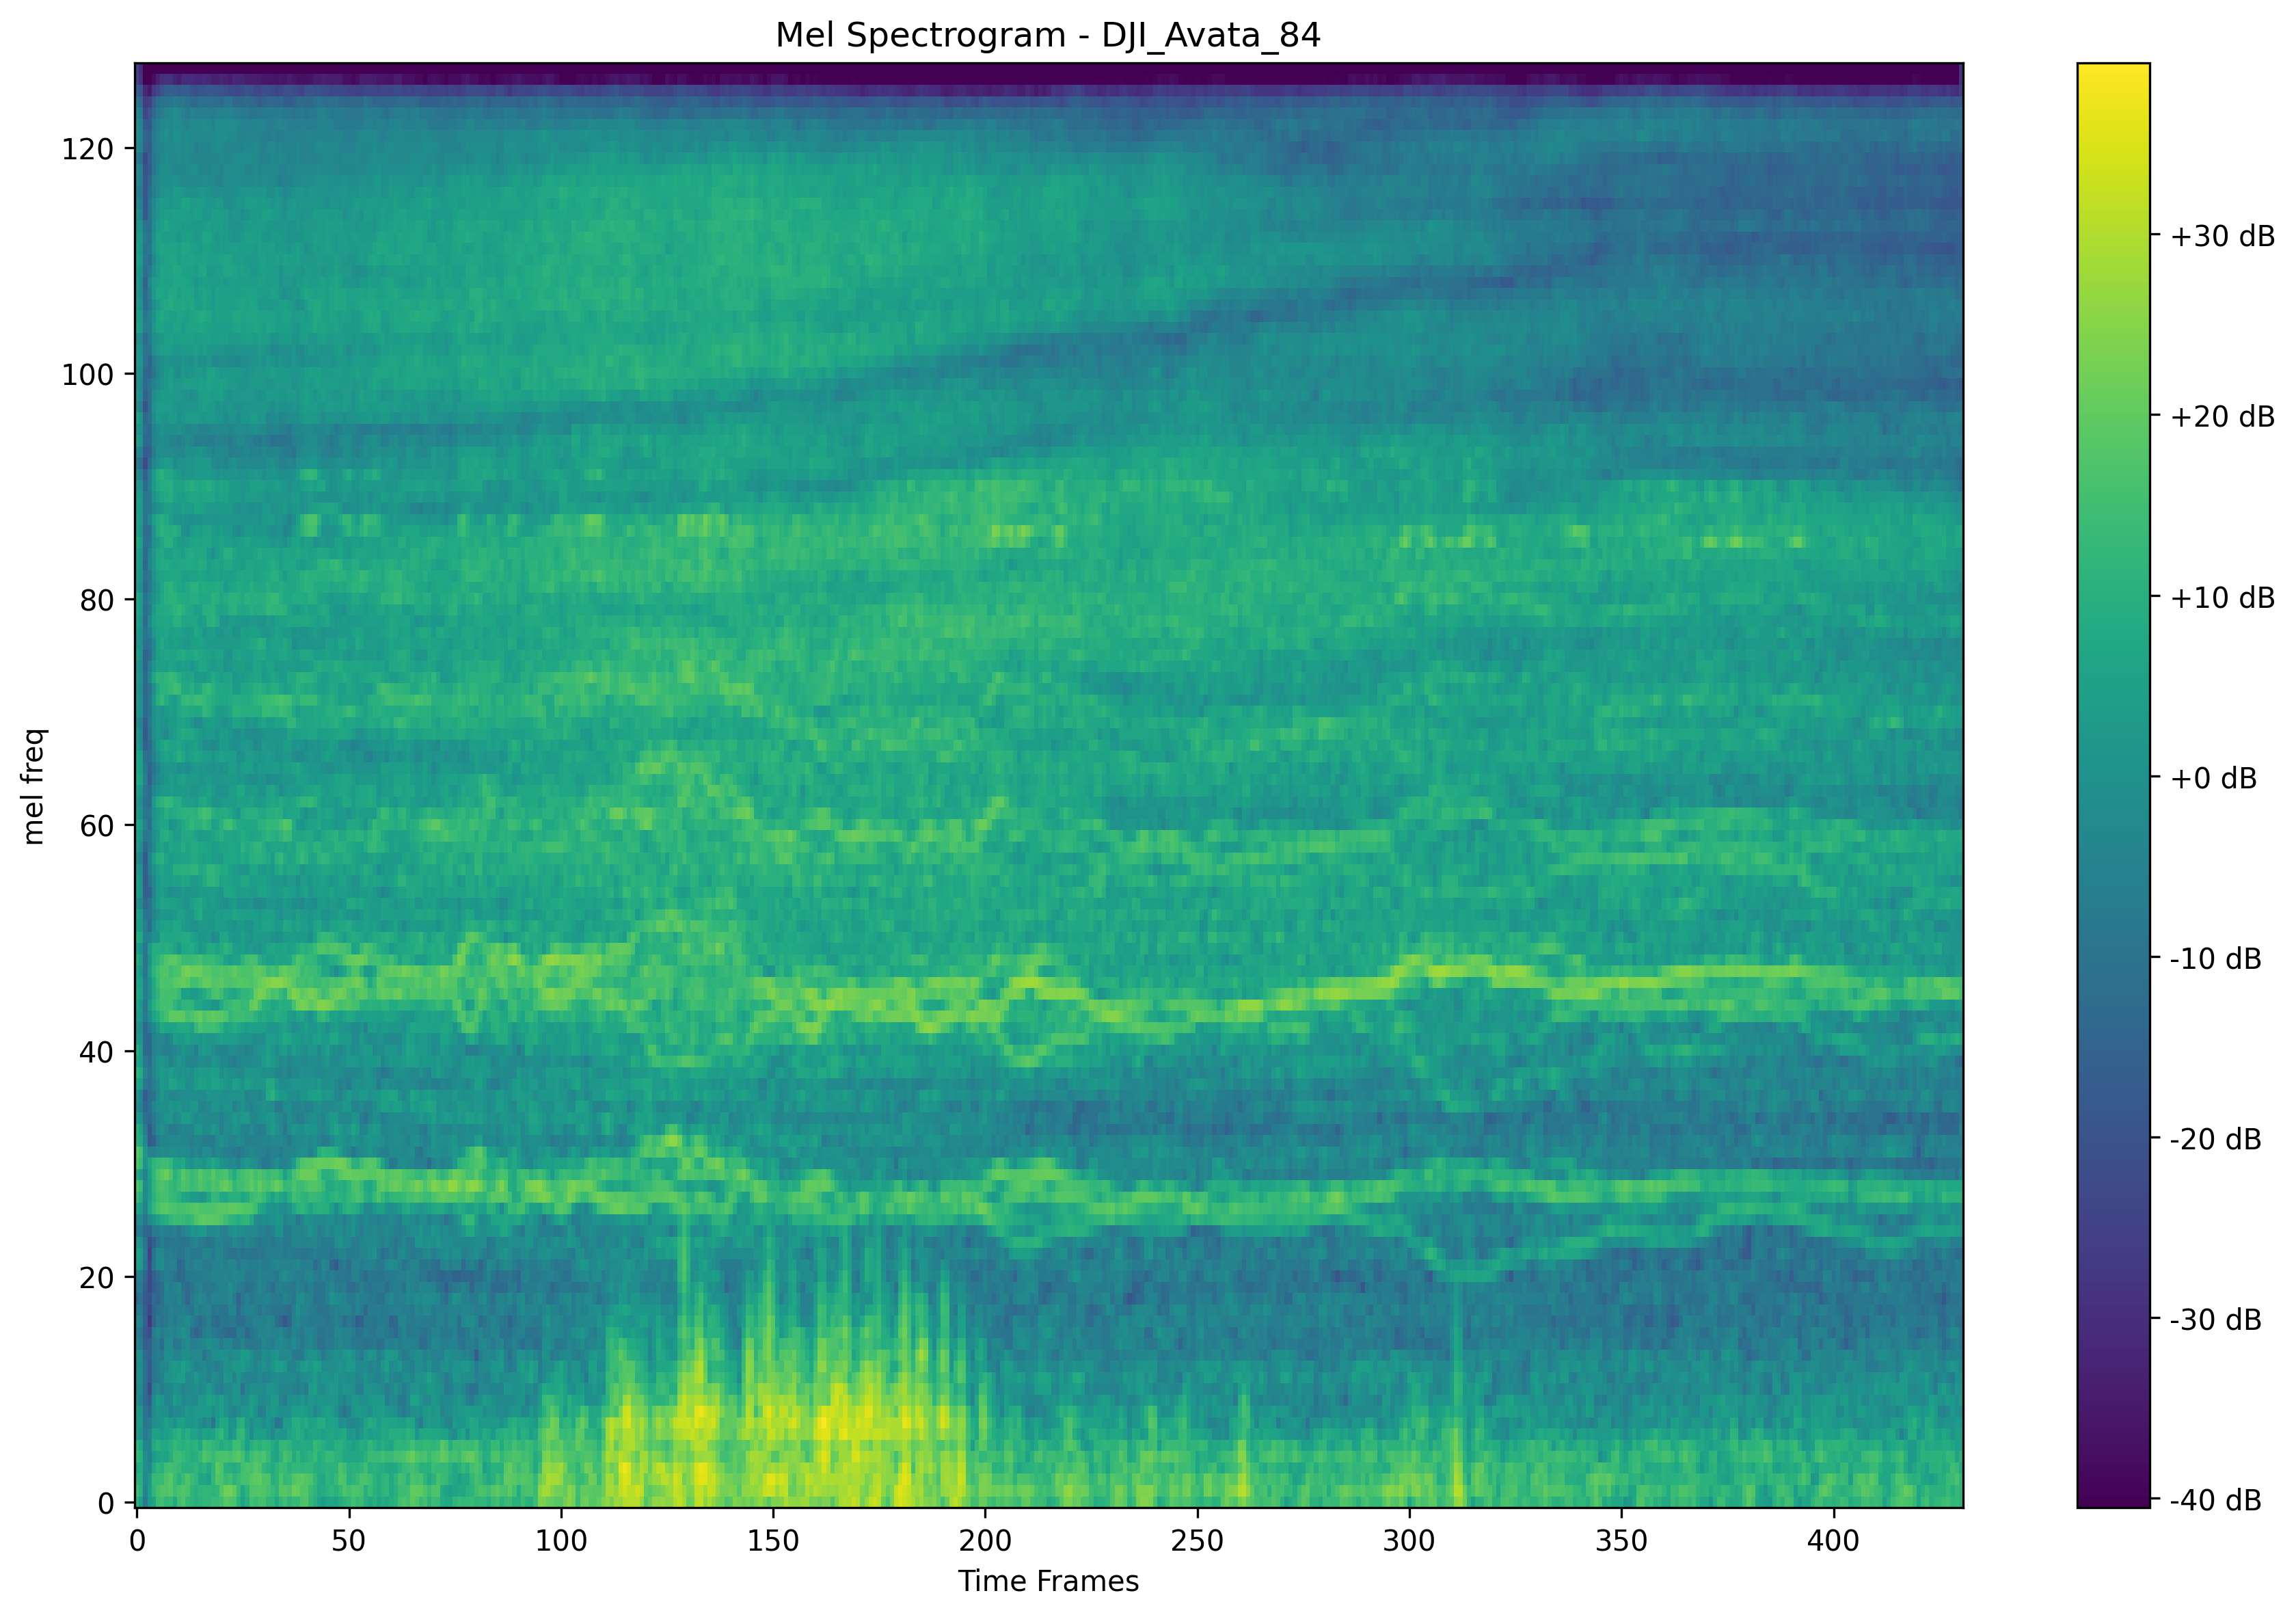 Mel Spectrogram - DJI_Avata_84
120
100
80
60
40
20
0
mel freq
0 50 100 150 200 250 300 350 400
Time Frames
+30 dB
+20 dB
+10 dB
+0 dB
-10 dB
-20 dB
-30 dB
-40 dB